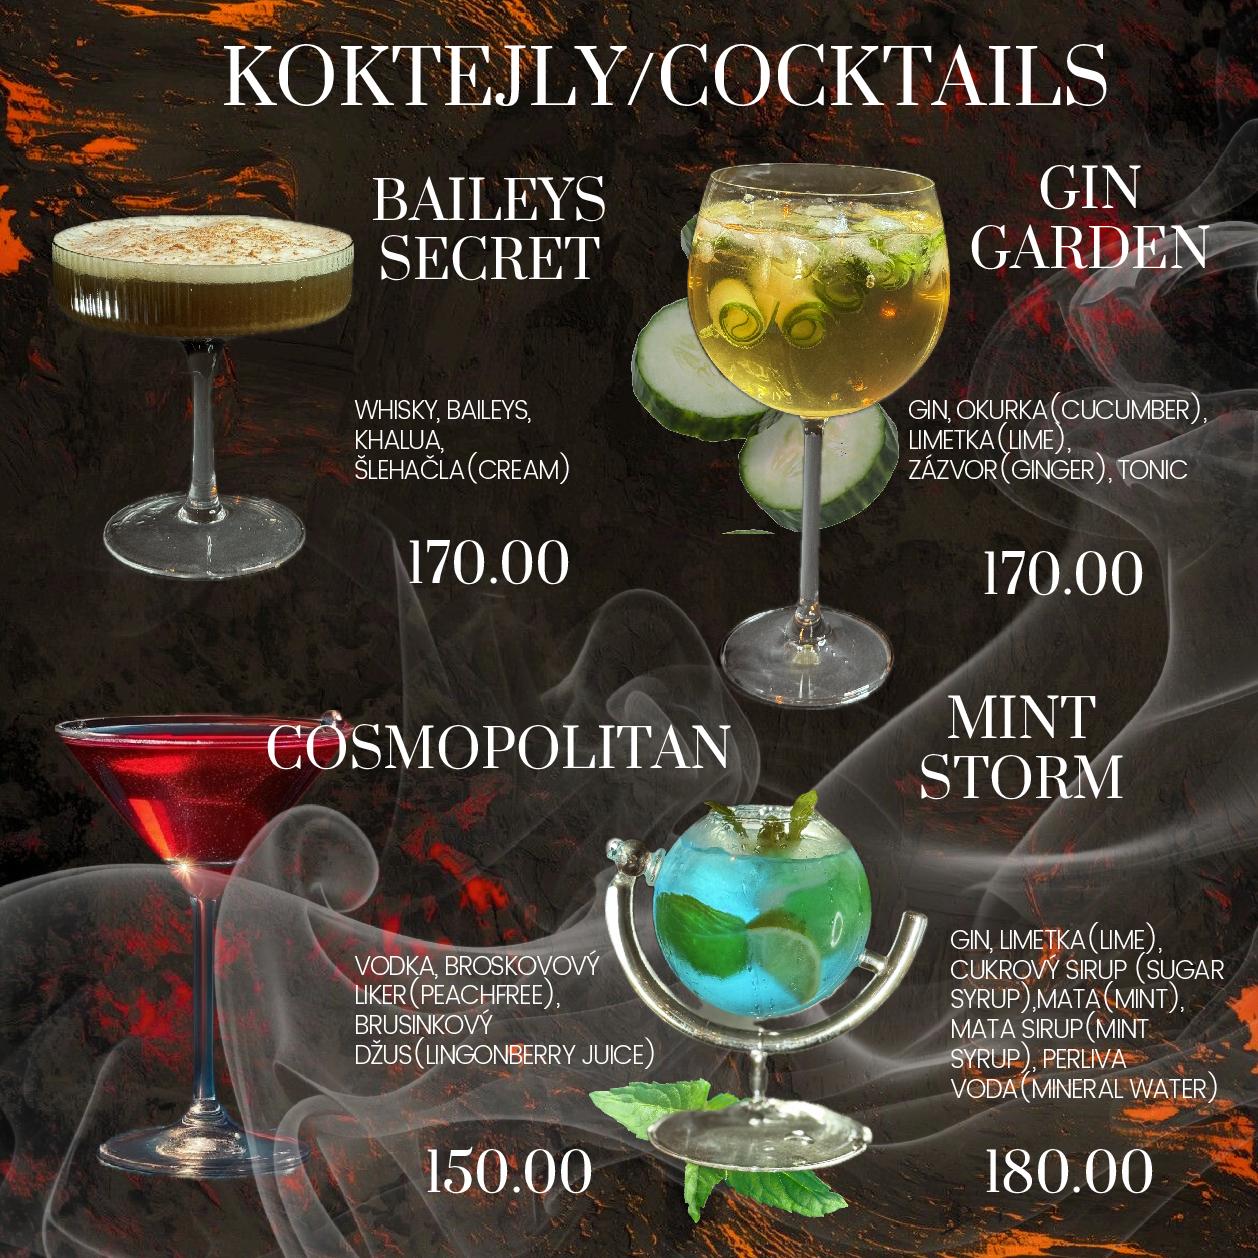 KOKTEJLY/COCKTAILS
BAILEYS
SECRET
WHISKY, BAILEYS,
KHALUA,
ŠLEHAČLA(CREAM)
170.00
GIN
GARDEN
GIN, OKURKA(CUCUMBER),
LIMETKA(LIME),
ZÁZVOR(GINGER), TONIC
170.00
COSMOPOLITAN
VODKA, BROSKOVOVÝ
LIKER(PEACHFREE),
BRUSINKOVÝ
DŽUS(LINGONBERRY JUICE)
150.00
MINT
STORM
GIN, LIMETKA(LIME),
CUKROVÝ SIRUP (SUGAR
SYRUP),MATA(MINT),
MATA SIRUP(MINT
SYRUP), PERLIVA
VODA(MINERAL WATER)
180.00